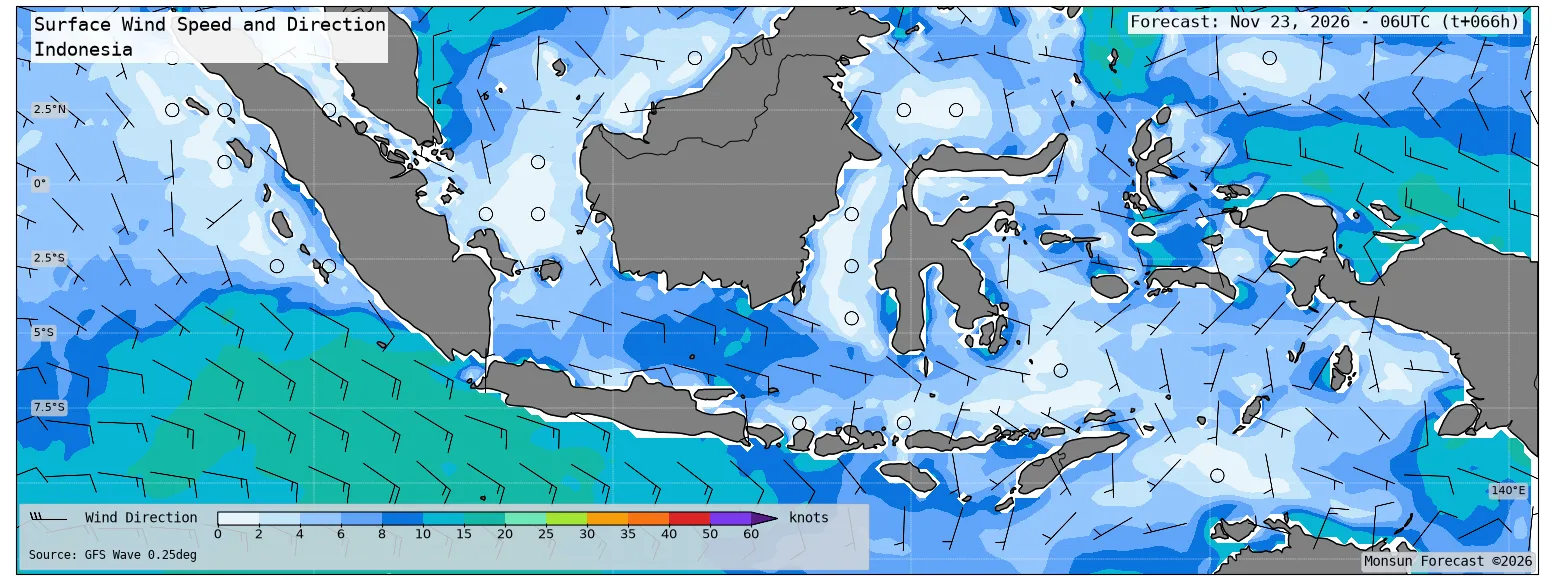 Surface Wind Speed and Direction
Indonesia
Forecast: Nov 23, 2026 - 06UTC (t+066h)
2.5°N
0°
2.5°S
5°S
7.5°S
140°E
Wind Direction
0 2 4 6 8 10 15 20 25 30 35 40 50 60
knots
Source: GFS Wave 0.25deg
Monsun Forecast ©2026